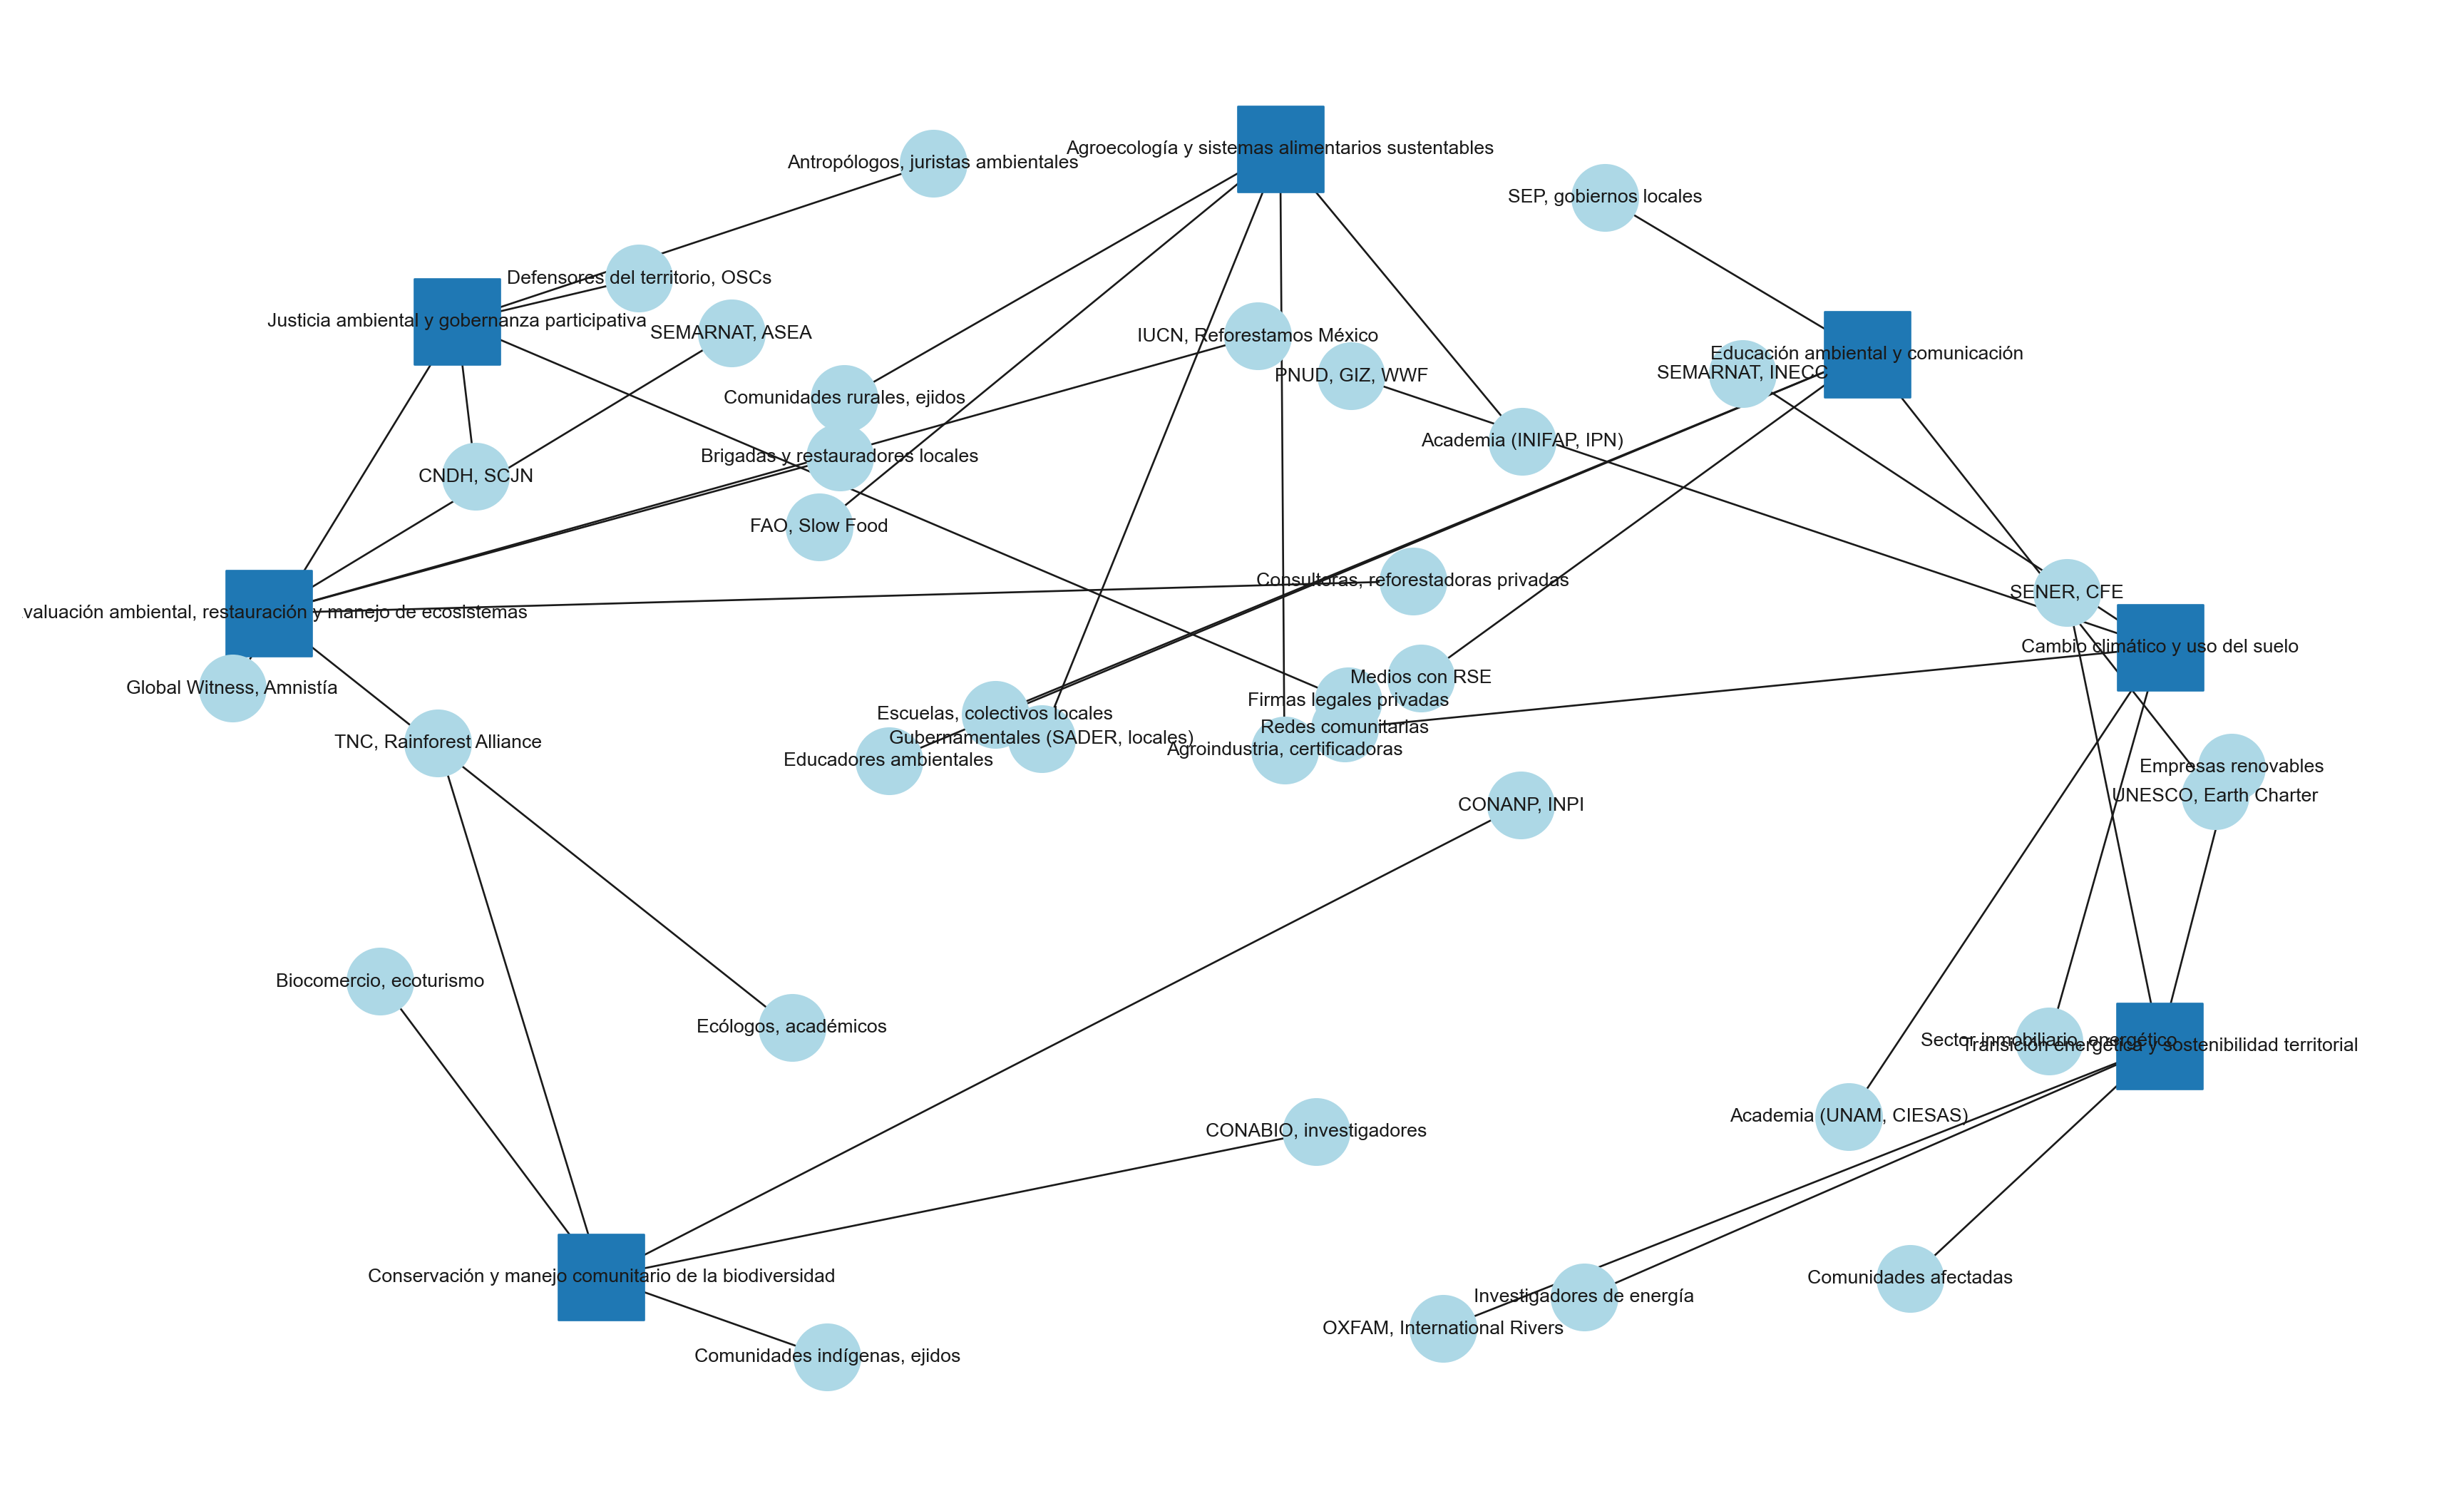 Agroecología y sistemas alimentarios sustentables
Antropólogos, juristas ambientales
SEP, gobiernos locales
Defensores del territorio, OSCs
Justicia ambiental y gobernanza participativa
SEMARNAT, ASEA
IUCN, Reforestamos México
Educación ambiental y comunicación
SEMARNAT, INECC
PNUD, GIZ, WWF
Comunidades rurales, ejidos
Academia (INIFAP, IPN)
Brigadas y restauradores locales
CNDH, SCJN
FAO, Slow Food
Consultoras, reforestadoras privadas
SENER, CFE
valuación ambiental, restauración y manejo de ecosistemas
Cambio climático y uso del suelo
Medios con RSE
Global Witness, Amnistía
Firmas legales privadas
Escuelas, colectivos locales
Redes comunitarias
Gubernamentales (SADER, locales)
TNC, Rainforest Alliance
Agroindustria, certificadoras
Educadores ambientales
Empresas renovables
UNESCO, Earth Charter
CONANP, INPI
Biocomercio, ecoturismo
Ecólogos, académicos
Sector inmobiliario, energético
Transición energética y sostenibilidad territorial
Academia (UNAM, CIESAS)
CONABIO, investigadores
Conservación y manejo comunitario de la biodiversidad
Comunidades afectadas
Investigadores de energía
OXFAM, International Rivers
Comunidades indígenas, ejidos